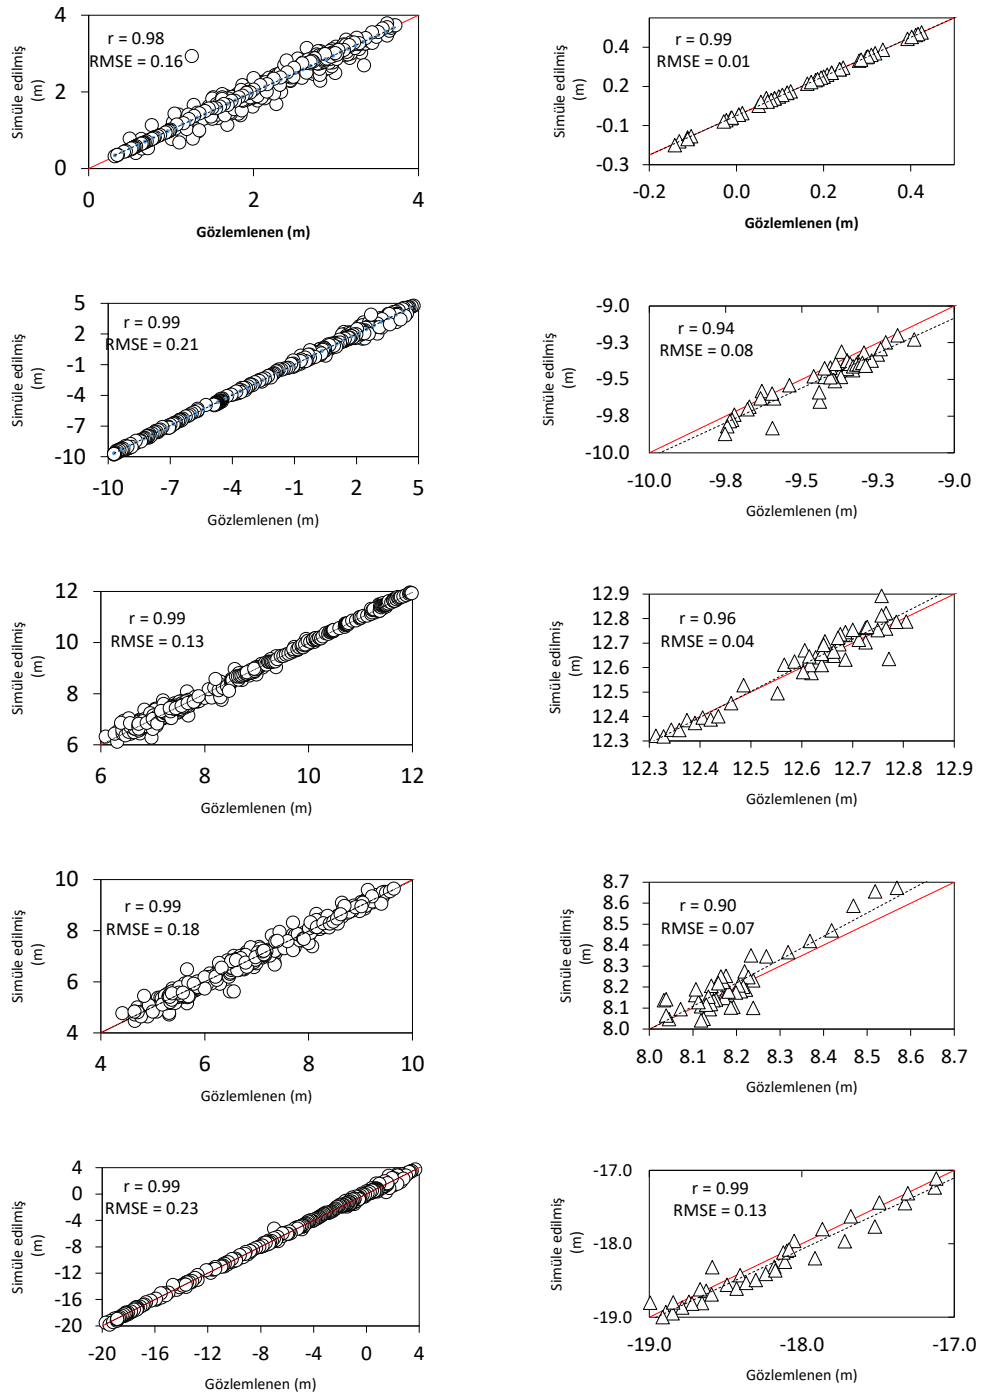 4
2
0
Simüle edilmiş
(m)
r = 0.98
RMSE = 0.16
0 2 4
Gözlemlenen (m)
0.4
0.2
-0.1
-0.3
Simüle edilmiş
(m)
r = 0.99
RMSE = 0.01
-0.2 0.0 0.2 0.4
Gözlemlenen (m)
5
2
-1
-4
-7
-10
Simüle edilmiş
(m)
r = 0.99
RMSE = 0.21
-10 -7 -4 -1 2 5
Gözlemlenen (m)
-9.0
-9.3
-9.5
-9.8
-10.0
Simüle edilmiş
(m)
r = 0.94
RMSE = 0.08
-10.0 -9.8 -9.5 -9.3 -9.0
Gözlemlenen (m)
12
10
8
6
Simüle edilmiş
(m)
r = 0.99
RMSE = 0.13
6 8 10 12
Gözlemlenen (m)
12.9
12.8
12.7
12.6
12.5
12.4
12.3
Simüle edilmiş
(m)
r = 0.96
RMSE = 0.04
12.3 12.4 12.5 12.6 12.7 12.8 12.9
Gözlemlenen (m)
10
8
6
4
Simüle edilmiş
(m)
r = 0.99
RMSE = 0.18
4 6 8 10
Gözlemlenen (m)
8.7
8.6
8.5
8.4
8.3
8.2
8.1
8.0
Simüle edilmiş
(m)
r = 0.90
RMSE = 0.07
8.0 8.1 8.2 8.3 8.4 8.5 8.6 8.7
Gözlemlenen (m)
4
0
-4
-8
-12
-16
-20
Simüle edilmiş
(m)
r = 0.99
RMSE = 0.23
-20 -16 -12 -8 -4 0 4
Gözlemlenen (m)
-17.0
-18.0
-19.0
Simüle edilmiş
(m)
r = 0.99
RMSE = 0.13
-19.0 -18.0 -17.0
Gözlemlenen (m)